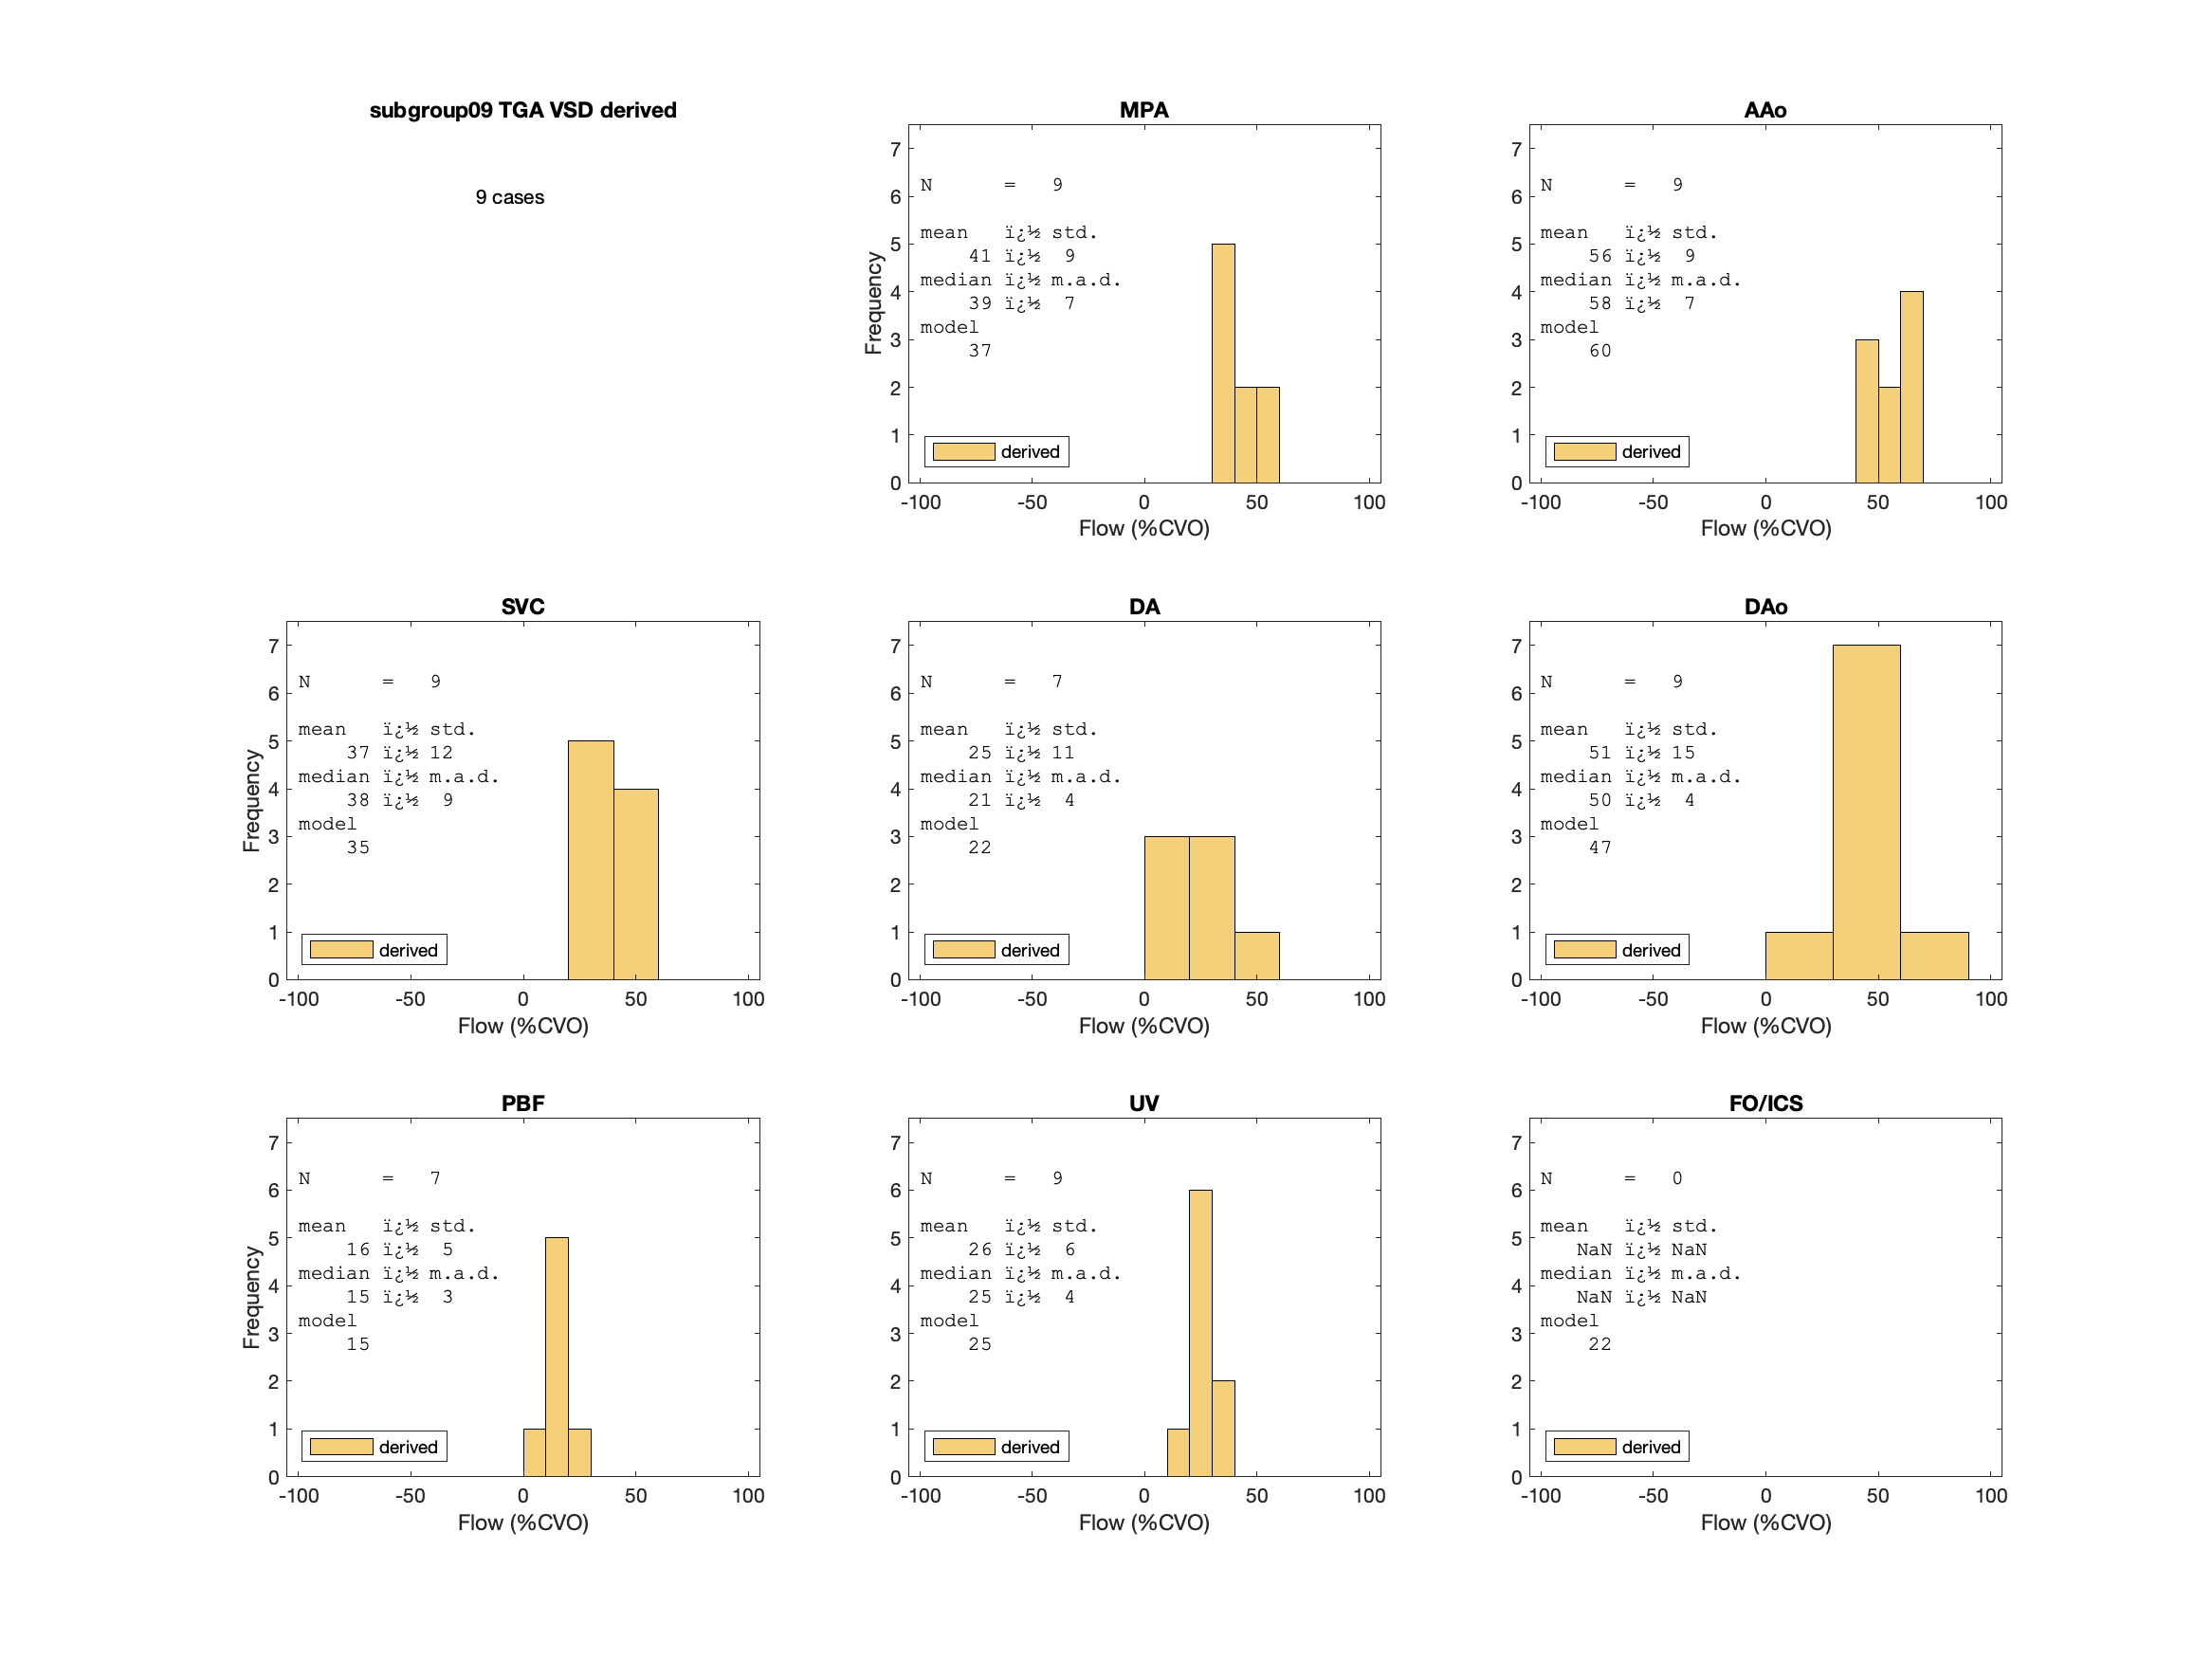 subgroup09 TGA VSD derived
9 cases
MPA
7
6
5
4
3
2
1
0
Frequency
N = 9
mean ï¿½ std.
41 ï¿½ 9
median ï¿½ m.a.d.
39 ï¿½ 7
model
37
derived
-100 -50 0 50 100
Flow (%CVO)
AAo
7
6
5
4
3
2
1
0
N = 9
mean ï¿½ std.
56 ï¿½ 9
median ï¿½ m.a.d.
58 ï¿½ 7
model
60
derived
-100 -50 0 50 100
Flow (%CVO)
SVC
7
6
5
4
3
2
1
0
Frequency
N = 9
mean ï¿½ std.
37 ï¿½ 12
median ï¿½ m.a.d.
38 ï¿½ 9
model
35
derived
-100 -50 0 50 100
Flow (%CVO)
DA
7
6
5
4
3
2
1
0
N = 7
mean ï¿½ std.
25 ï¿½ 11
median ï¿½ m.a.d.
21 ï¿½ 4
model
22
derived
-100 -50 0 50 100
Flow (%CVO)
DAo
7
6
5
4
3
2
1
0
N = 9
mean ï¿½ std.
51 ï¿½ 15
median ï¿½ m.a.d.
50 ï¿½ 4
model
47
derived
-100 -50 0 50 100
Flow (%CVO)
PBF
7
6
5
4
3
2
1
0
Frequency
N = 7
mean ï¿½ std.
16 ï¿½ 5
median ï¿½ m.a.d.
15 ï¿½ 3
model
15
derived
-100 -50 0 50 100
Flow (%CVO)
UV
7
6
5
4
3
2
1
0
N = 9
mean ï¿½ std.
26 ï¿½ 6
median ï¿½ m.a.d.
25 ï¿½ 4
model
25
derived
-100 -50 0 50 100
Flow (%CVO)
FO/ICS
7
6
5
4
3
2
1
0
N = 0
mean ï¿½ std.
NaN ï¿½ NaN
median ï¿½ m.a.d.
NaN ï¿½ NaN
model
22
derived
-100 -50 0 50 100
Flow (%CVO)